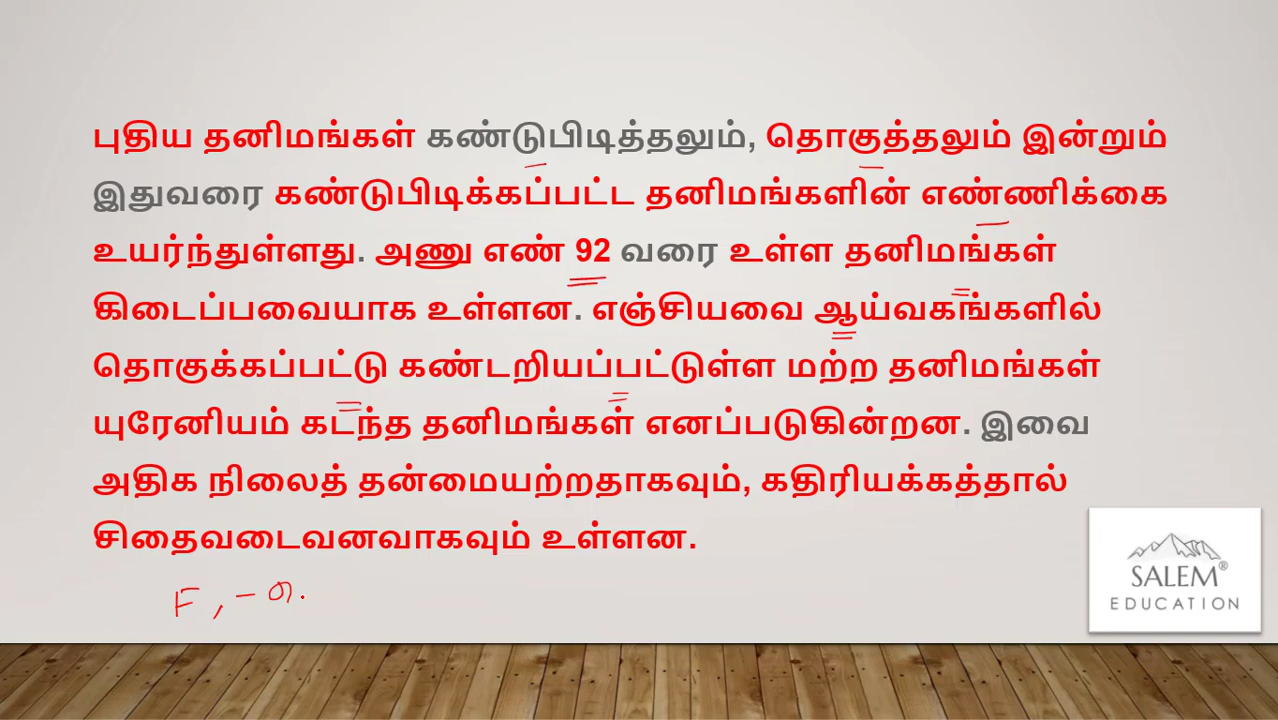 புதிய தனிமங்கள் கண்டுபிடித்தலும், தொகுத்தலும் இன்றும்
இதுவரை கண்டுபிடிக்கப்பட்ட தனிமங்களின் எண்ணிக்கை
உயர்ந்துள்ளது. அணு எண் 92 வரை உள்ள தனிமங்கள்
கிடைப்பவையாக உள்ளன. எஞ்சியவை ஆய்வகங்களில்
தொகுக்கப்பட்டு கண்டறியப்பட்டுள்ள மற்ற தனிமங்கள்
யுரேனியம் கடந்த தனிமங்கள் எனப்படுகின்றன. இவை
அதிக நிலைத் தன்மையற்றதாகவும், கதிரியக்கத்தால்
சிதைவடைவனவாகவும் உள்ளன.
SALEM®
EDUCATION